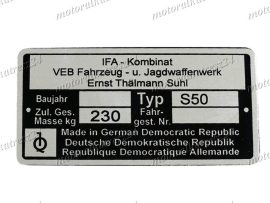 IFA - Kombinat
VEB Fahrzeug - u. Jagdwaffenwerk
Ernst Thälmann Suhl
Baujahr Typ S50
Zul. Ges. Masse kg 230 Fahr- gest. Nr.
Made in German Democratic Republic
Deutsche Demokratische Republik
Republique Democratique Allemande